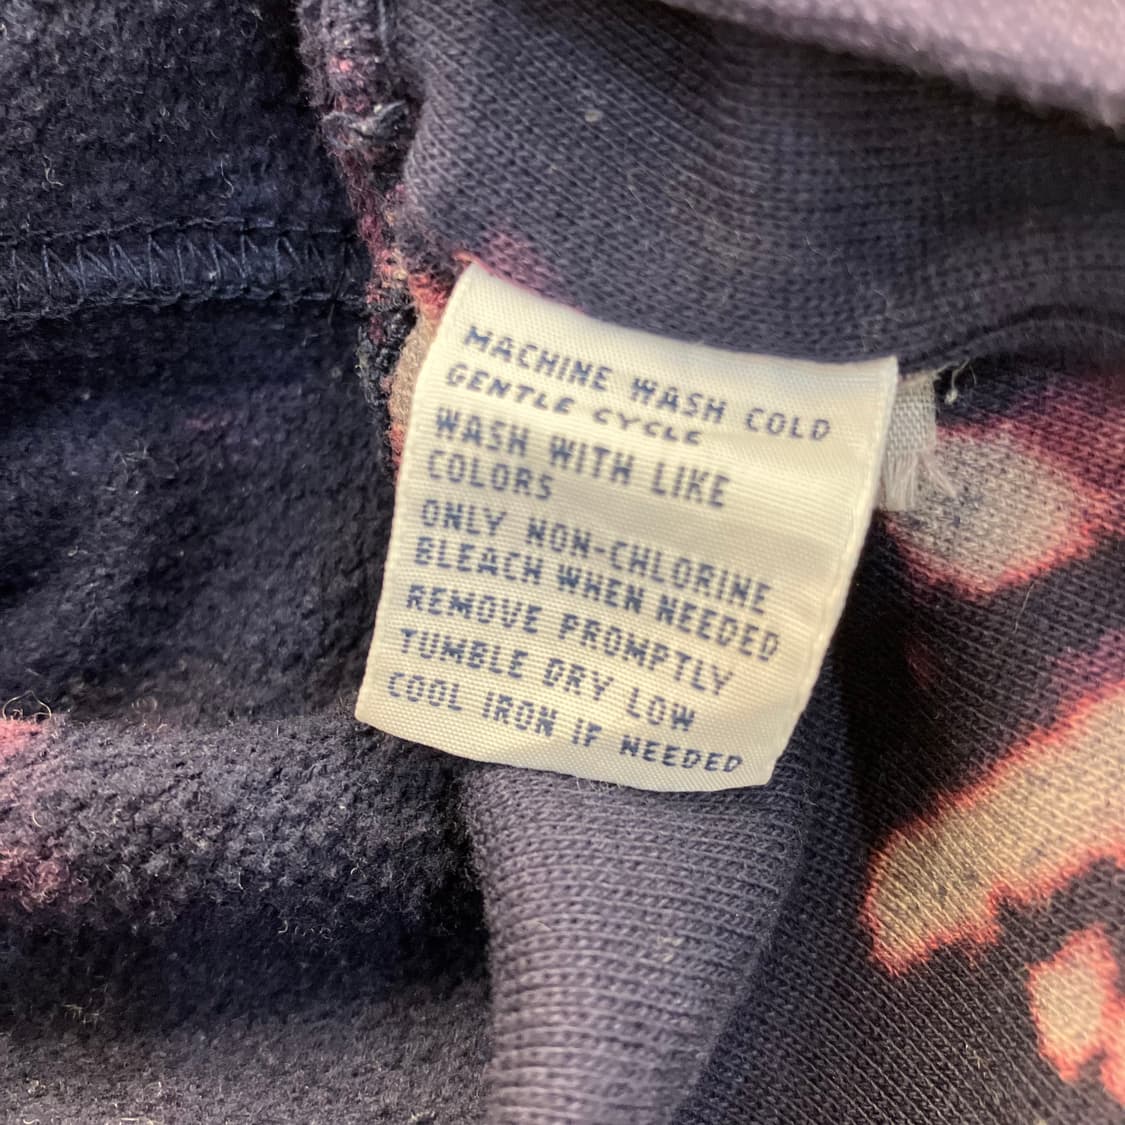 MACHINE WASH COLD
GENTLE CYCLE
WASH WITH LIKE
COLORS
ONLY NON-CHLORINE
BLEACH WHEN NEEDED
REMOVE PROMPTLY
TUMBLE DRY LOW
COOL IRON IF NEEDED